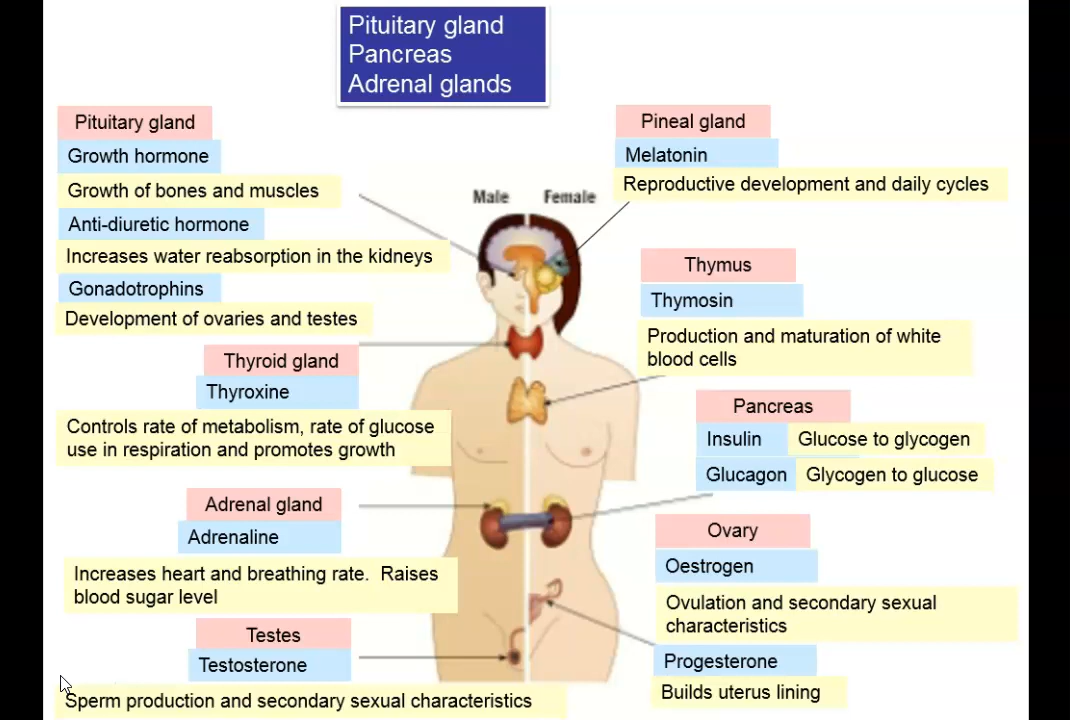 Pituitary gland
Pancreas
Adrenal glands
Pituitary gland
Growth hormone
Growth of bones and muscles
Anti-diuretic hormone
Increases water reabsorption in the kidneys
Gonadotrophins
Development of ovaries and testes
Thyroid gland
Thyroxine
Controls rate of metabolism, rate of glucose
use in respiration and promotes growth
Adrenal gland
Adrenaline
Increases heart and breathing rate. Raises
blood sugar level
Testes
Testosterone
Sperm production and secondary sexual characteristics
Male Female
Pineal gland
Melatonin
Reproductive development and daily cycles
Thymus
Thymosin
Production and maturation of white
blood cells
Pancreas
Insulin Glucose to glycogen
Glucagon Glycogen to glucose
Ovary
Oestrogen
Ovulation and secondary sexual
characteristics
Progesterone
Builds uterus lining